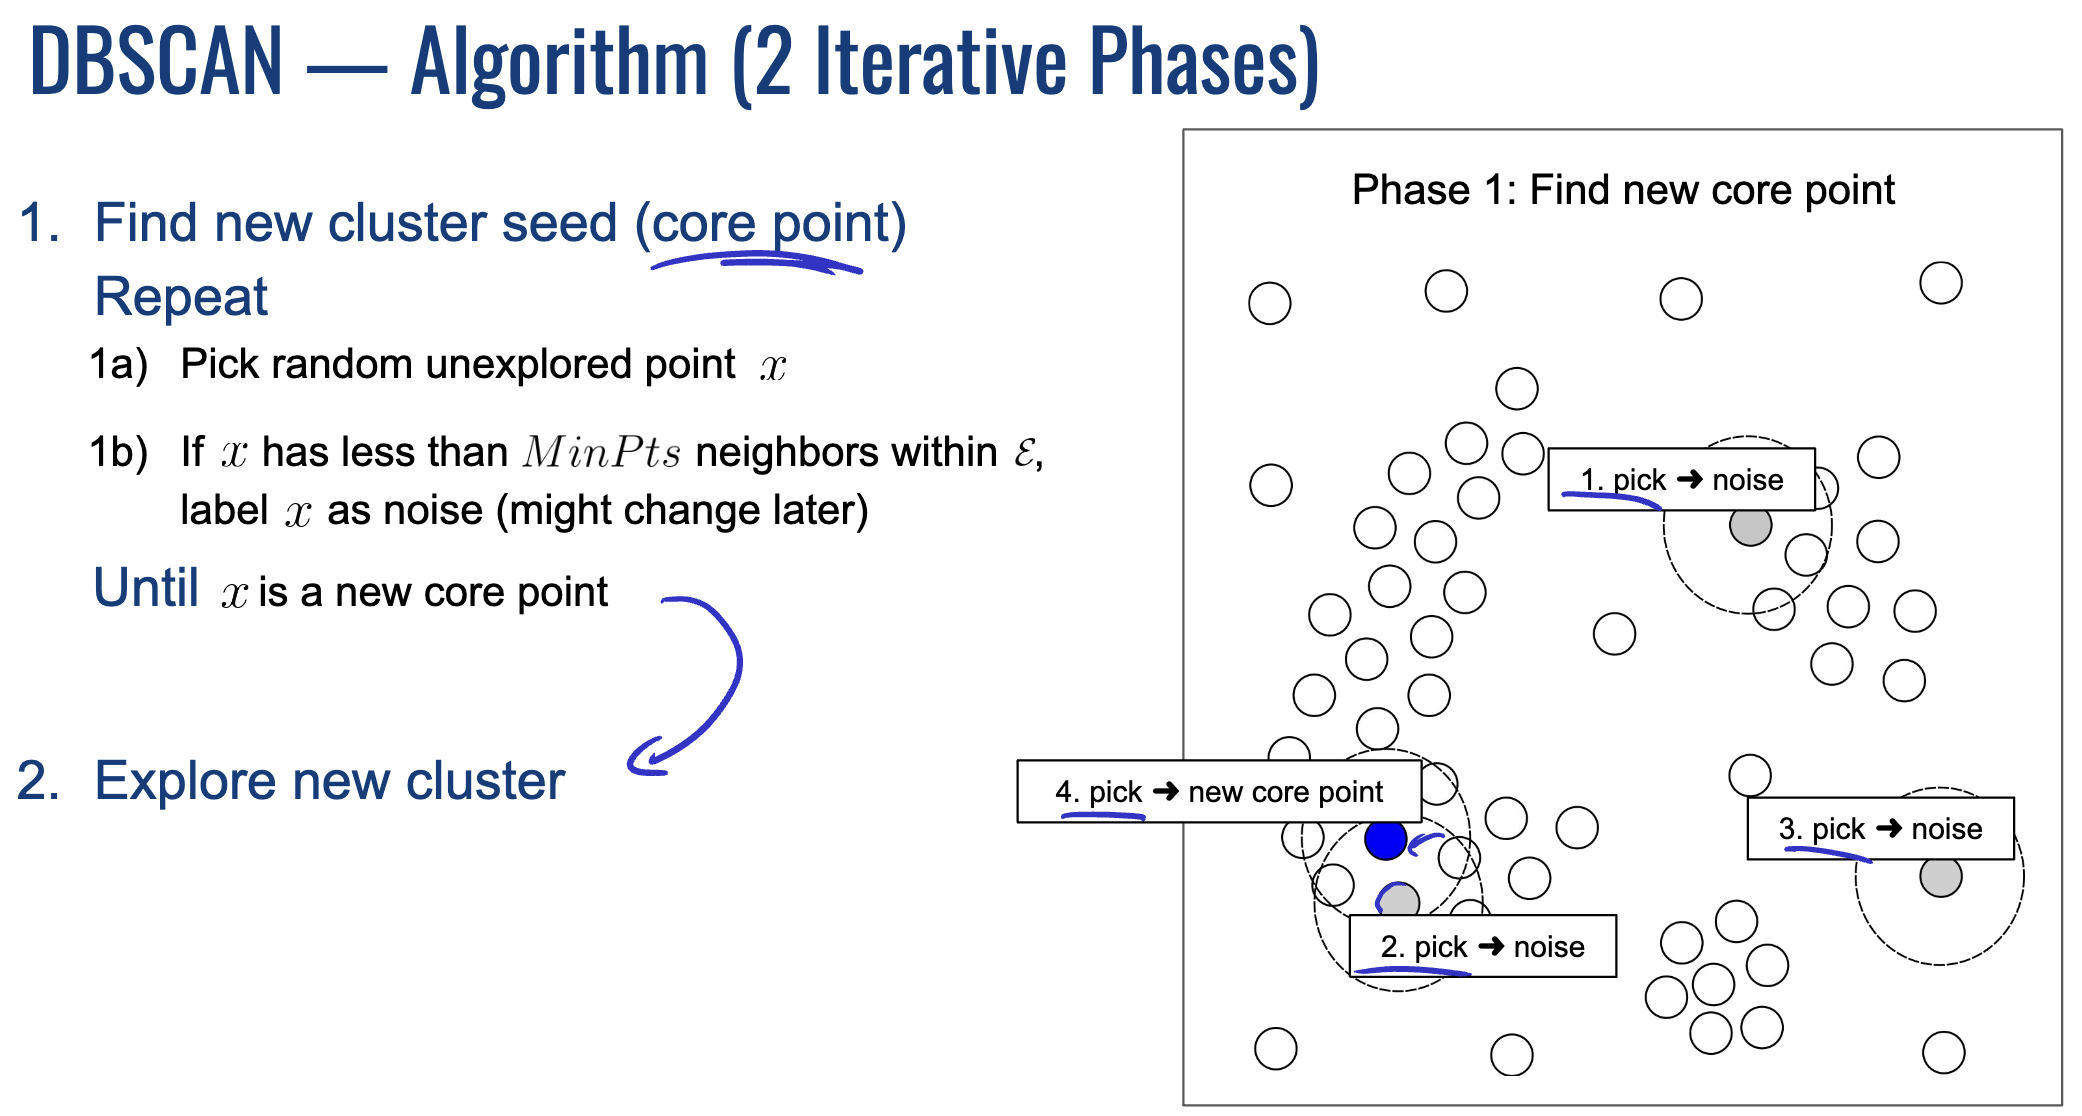 DBSCAN — Algorithm (2 Iterative Phases)
1. Find new cluster seed (core point)
Repeat
1a) Pick random unexplored point x
1b) If x has less than MinPts neighbors within ε,
label x as noise (might change later)
Until x is a new core point
2. Explore new cluster
Phase 1: Find new core point
1. pick ➔ noise
4. pick ➔ new core point
3. pick ➔ noise
2. pick ➔ noise